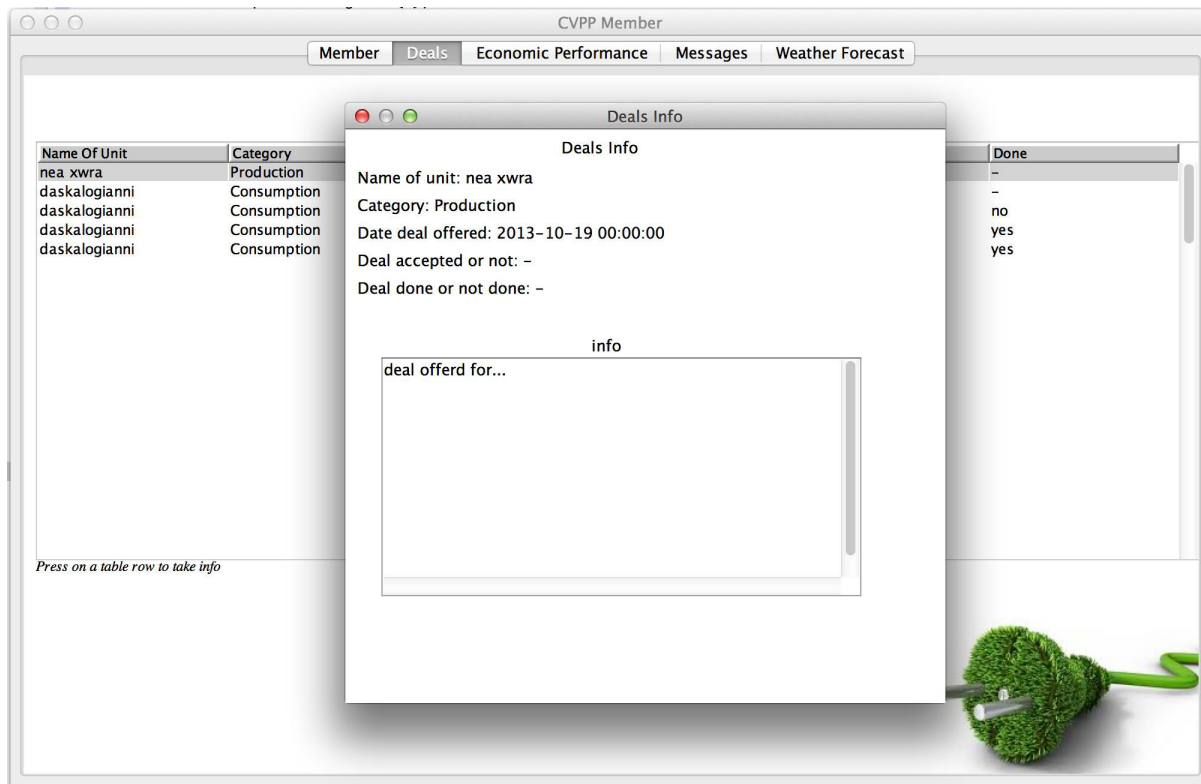 CVPP Member
Member Deals Economic Performance Messages Weather Forecast
Deals Info
Deals Info
Name of unit: nea xwra
Category: Production
Date deal offered: 2013-10-19 00:00:00
Deal accepted or not: -
Deal done or not done: -
info
deal offerd for...
Name Of Unit Category Done
nea xwra Production -
daskalogianni Consumption -
daskalogianni Consumption no
daskalogianni Consumption yes
daskalogianni Consumption yes
Press on a table row to take info